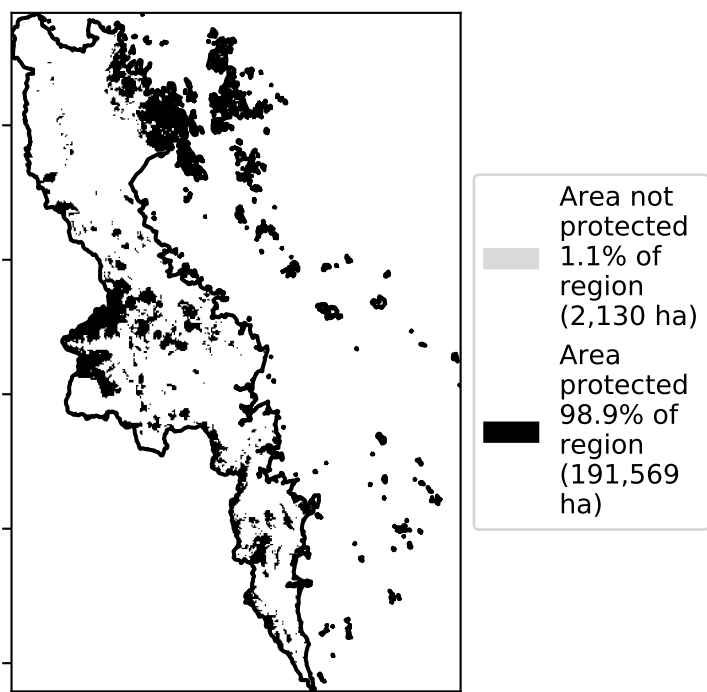 Area not
protected
1.1% of
region
(2,130 ha)
Area
protected
98.9% of
region
(191,569
ha)